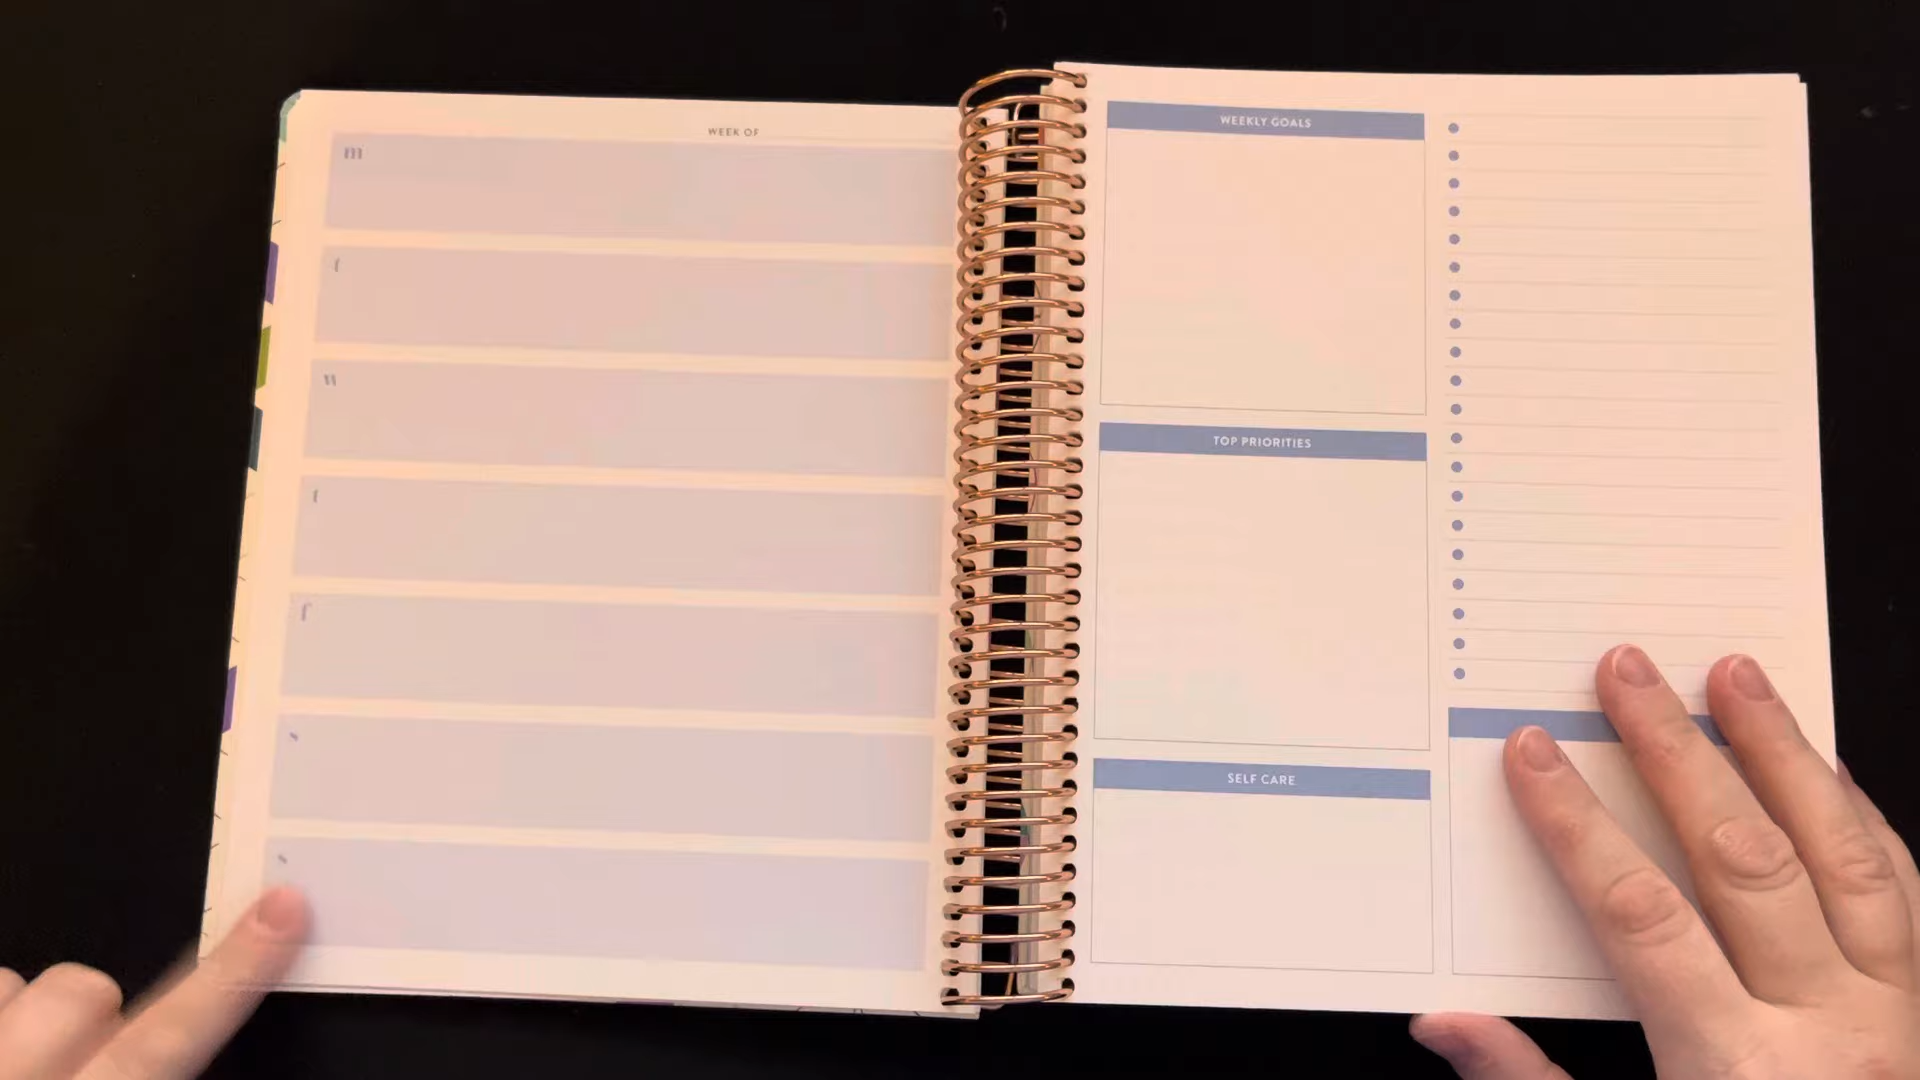 WEEK OF
m
t
w
t
f
s
s
WEEKLY GOALS
TOP PRIORITIES
SELF CARE